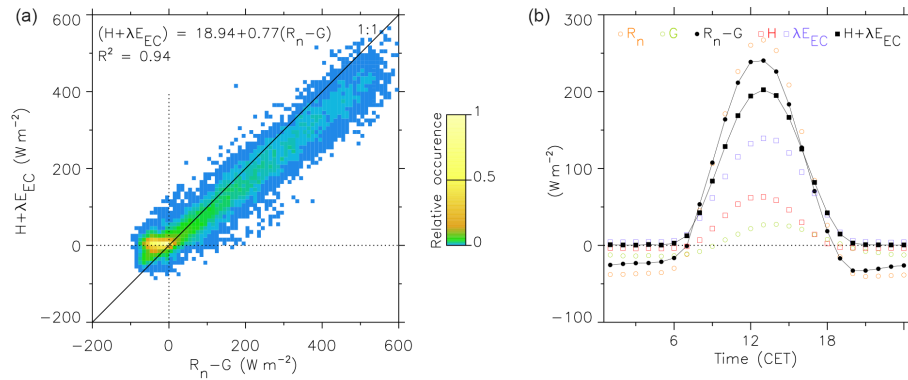 (a)
(H+λE_EC) = 18.94+0.77(R_n−G)
1:1
R² = 0.94
600
400
200
0
−200
H+λE_EC
(W m⁻²)
−200 0 200 400 600
R_n−G (W m⁻²)
Relative occurence
1
0.5
0
(b)
R_n G R_n−G H λE_EC H+λE_EC
300
200
100
0
−100
(W m⁻²)
6 12 18 24
Time (CET)